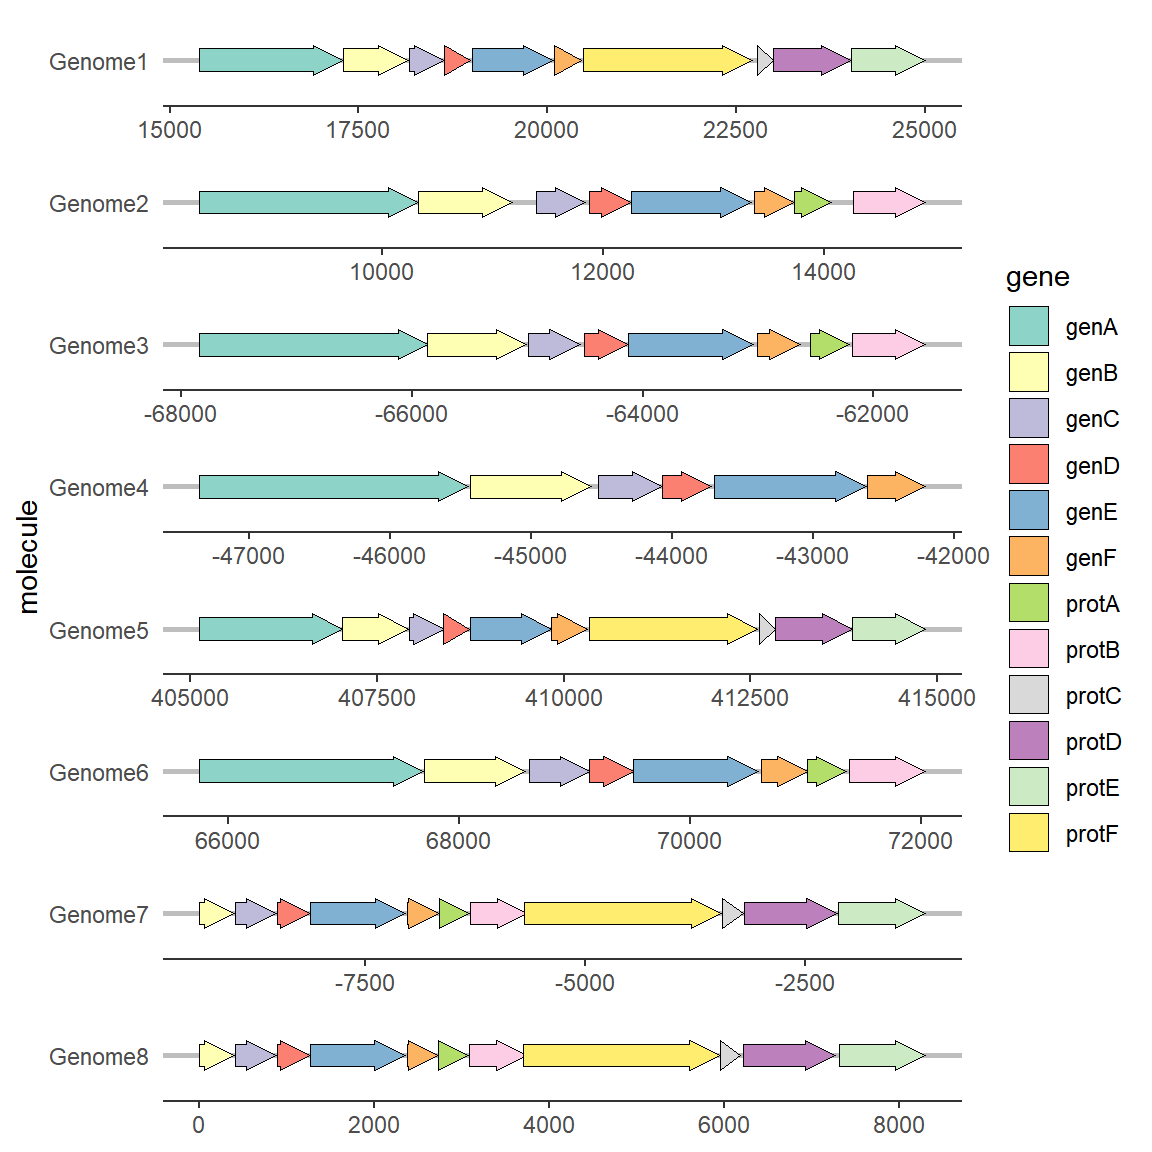 Genome1
15000 17500 20000 22500 25000
Genome2
10000 12000 14000
Genome3
-68000 -66000 -64000 -62000
Genome4
-47000 -46000 -45000 -44000 -43000 -42000
Genome5
405000 407500 410000 412500 415000
Genome6
66000 68000 70000 72000
Genome7
-7500 -5000 -2500
Genome8
0 2000 4000 6000 8000
molecule
gene
genA
genB
genC
genD
genE
genF
protA
protB
protC
protD
protE
protF